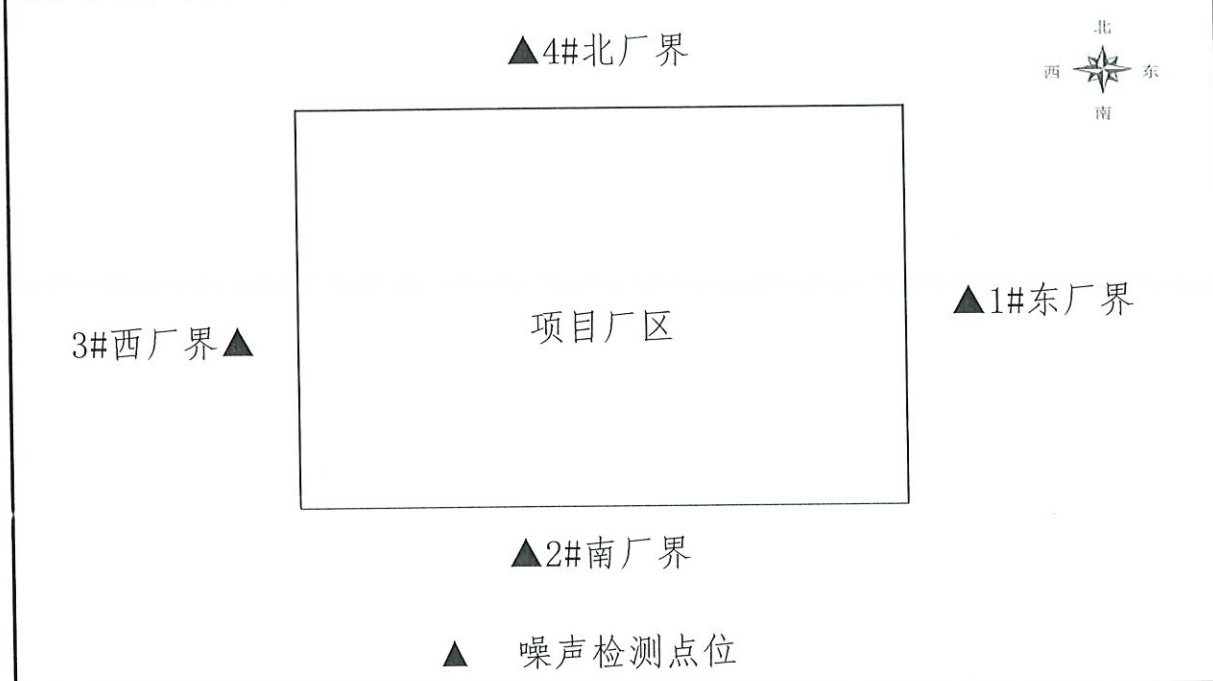 ▲4#北厂界
北
西 东
南
▲1#东厂界
项目厂区
3#西厂界▲
▲2#南厂界
▲ 噪声检测点位